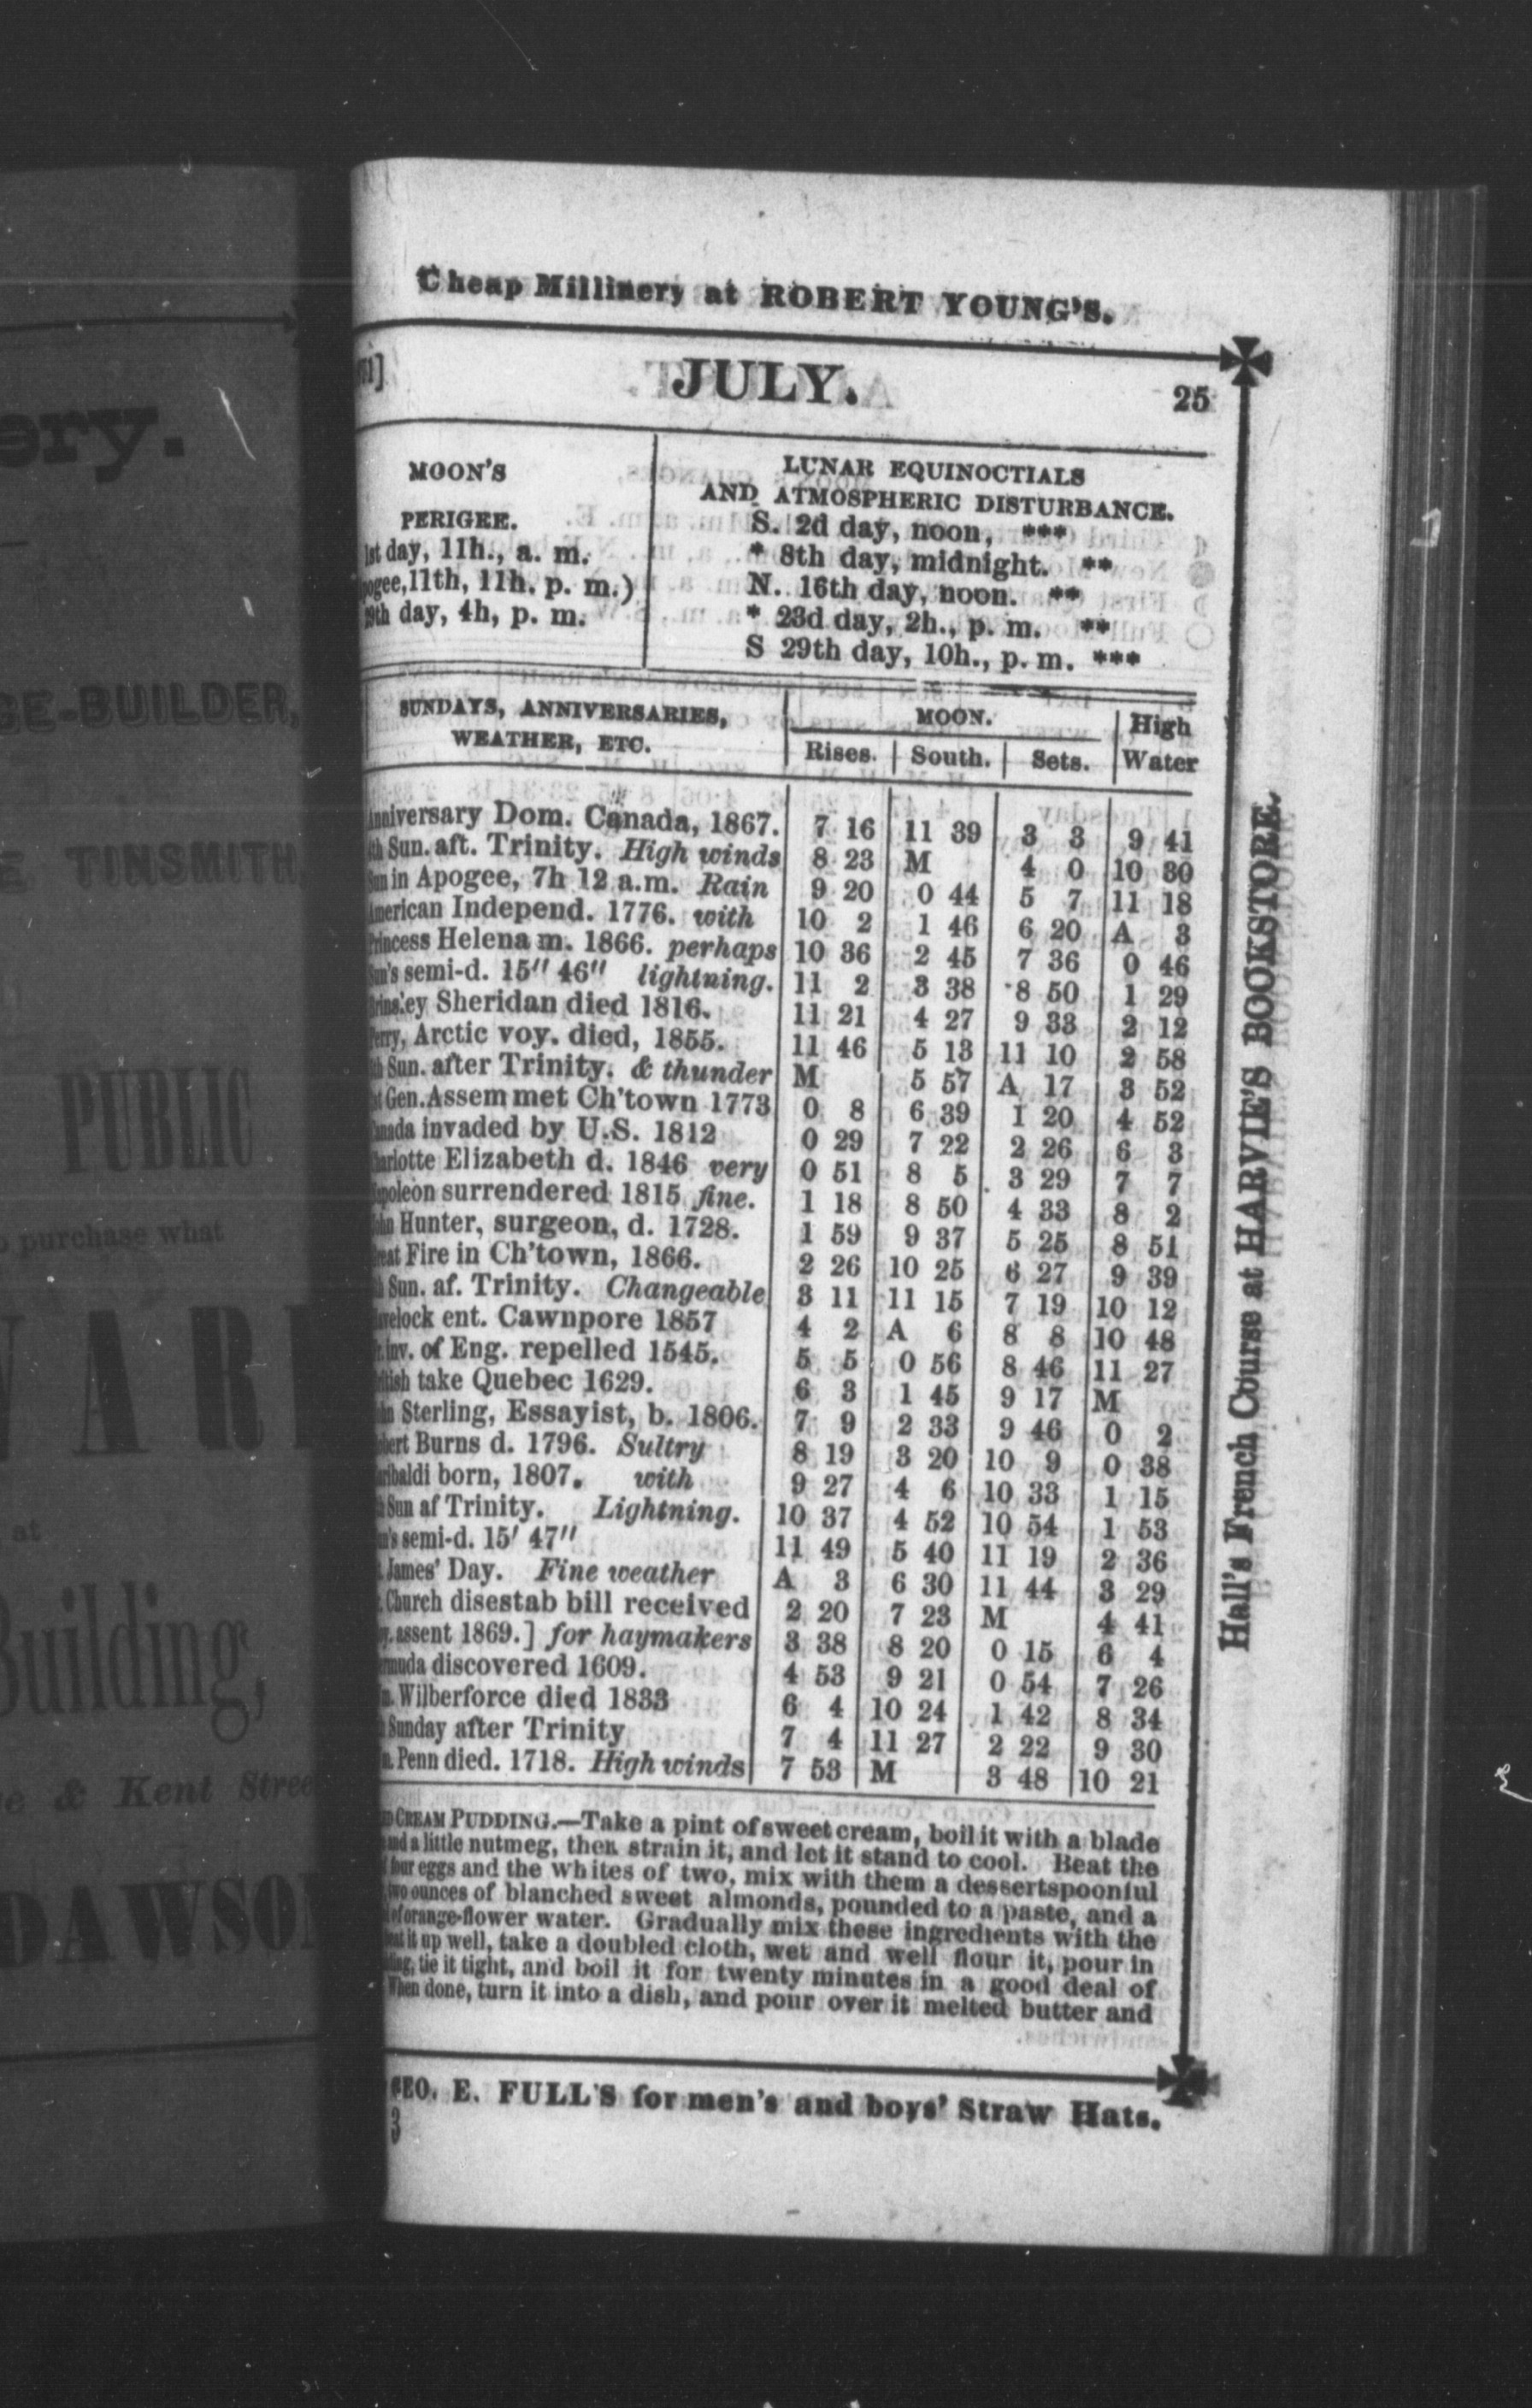 Cheap Millinery at ROBERT YOUNG'S.
JULY. 25
MOON'S
PERIGEE.
1st day, 11h., a. m.
11th, 11h. p. m.)
day, 4h, p. m.
LUNAR EQUINOCTIALS
AND ATMOSPHERIC DISTURBANCE.
S. 2d day, noon, ***
* 8th day, midnight. **
N. 16th day, noon. **
* 23d day, 2h., p. m. **
S 29th day, 10h., p. m. ***
SUNDAYS, ANNIVERSARIES,
WEATHER, ETC.
MOON.
Rises. South. Sets.
High
Water
Anniversary Dom. Canada, 1867. 7 16 11 39 3 3 9 41
Sun. aft. Trinity. High winds 8 23 M 4 0 10 30
Sun in Apogee, 7h 12 a.m. Rain 9 20 0 44 5 7 11 18
American Independ. 1776. with 10 2 1 46 6 20 A 3
Princess Helena m. 1866. perhaps 10 36 2 45 7 36 0 46
Sun's semi-d. 15" 46" lightning. 11 2 3 38 8 50 1 29
Brinsley Sheridan died 1816. 11 21 4 27 9 33 2 12
Arctic voy. died, 1855. 11 46 5 13 11 10 2 58
Sun. after Trinity. & thunder M 5 57 A 17 3 52
Gen. Assem met Ch'town 1773 0 8 6 39 1 20 4 52
Canada invaded by U.S. 1812 0 29 7 22 2 26 6 3
Charlotte Elizabeth d. 1846 very 0 51 8 5 3 29 7 7
Napoleon surrendered 1815 fine. 1 18 8 50 4 33 8 2
John Hunter, surgeon, d. 1728. 1 59 9 37 5 25 8 51
Great Fire in Ch'town, 1866. 2 26 10 25 6 27 9 39
Sun. af. Trinity. Changeable 3 11 11 15 7 19 10 12
Havelock ent. Cawnpore 1857 4 2 A 6 8 8 10 48
inv. of Eng. repelled 1545. 5 5 0 56 8 46 11 27
British take Quebec 1629. 6 3 1 45 9 17 M
John Sterling, Essayist, b. 1806. 7 9 2 33 9 46 0 2
Robert Burns d. 1796. Sultry 8 19 3 20 10 9 0 38
Garibaldi born, 1807. with 9 27 4 6 10 33 1 15
Sun af Trinity. Lightning. 10 37 4 52 10 54 1 53
Sun's semi-d. 15' 47" 11 49 5 40 11 19 2 36
James' Day. Fine weather A 3 6 30 11 44 3 29
Church disestab bill received 2 20 7 23 M 4 41
assent 1869.] for haymakers 3 38 8 20 0 15 6 4
Bermuda discovered 1609. 4 53 9 21 0 54 7 26
Wilberforce died 1833 6 4 10 24 1 42 8 34
Sunday after Trinity 7 4 11 27 2 22 9 30
Penn died. 1718. High winds 7 53 M 3 48 10 21
CREAM PUDDING.—Take a pint of sweet cream, boil it with a blade
and a little nutmeg, then strain it, and let it stand to cool. Beat the
four eggs and the whites of two, mix with them a dessertspoonful
two ounces of blanched sweet almonds, pounded to a paste, and a
of orange-flower water. Gradually mix these ingredients with the
beat it up well, take a doubled cloth, wet and well flour it, pour in
tie it tight, and boil it for twenty minutes in a good deal of
When done, turn it into a dish, and pour over it melted butter and
GEO. E. FULL'S for men's and boys' Straw Hats.
3
Hall's French Course at HARVIE'S BOOKSTORE.
ery.
GE-BUILDER,
TINSMITH,
PUBLIC
purchase what
WAR
at
Building,
& Kent Stree
DAWSO